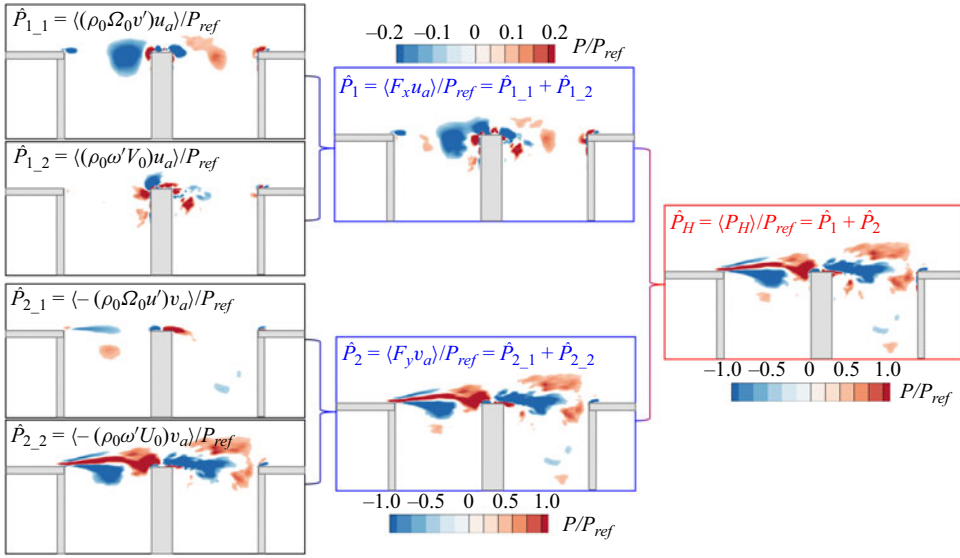 P̂1_1 = ⟨(ρ0Ω0v′)ua⟩/Pref
P̂1_2 = ⟨(ρ0ω′V0)ua⟩/Pref
P̂2_1 = ⟨– (ρ0Ω0u′)va⟩/Pref
P̂2_2 = ⟨– (ρ0ω′U0)va⟩/Pref
–0.2 0 0.2
–0.1 0.1 P/Pref
P̂1 = ⟨Fxua⟩/Pref = P̂1_1 + P̂1_2
P̂2 = ⟨Fyva⟩/Pref = P̂2_1 + P̂2_2
–1.0 –0.5 0 0.5 1.0
P/Pref
P̂H = ⟨PH⟩/Pref = P̂1 + P̂2
–1.0 –0.5 0 0.5 1.0
P/Pref